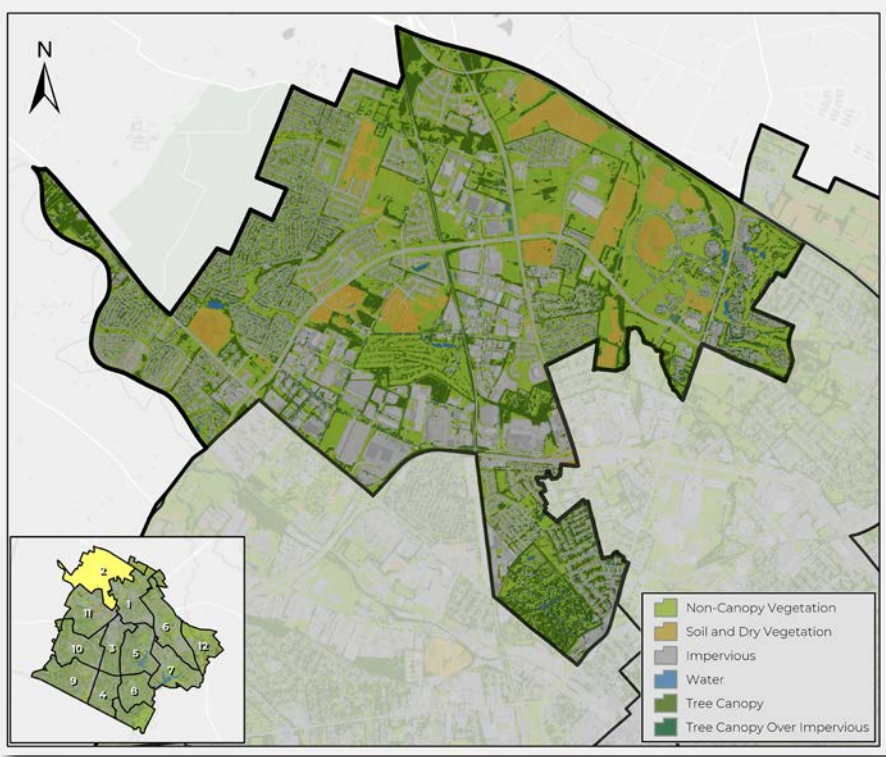 N
2
1
11
6
10
3
5
12
7
9
4
8
Non-Canopy Vegetation
Soil and Dry Vegetation
Impervious
Water
Tree Canopy
Tree Canopy Over Impervious